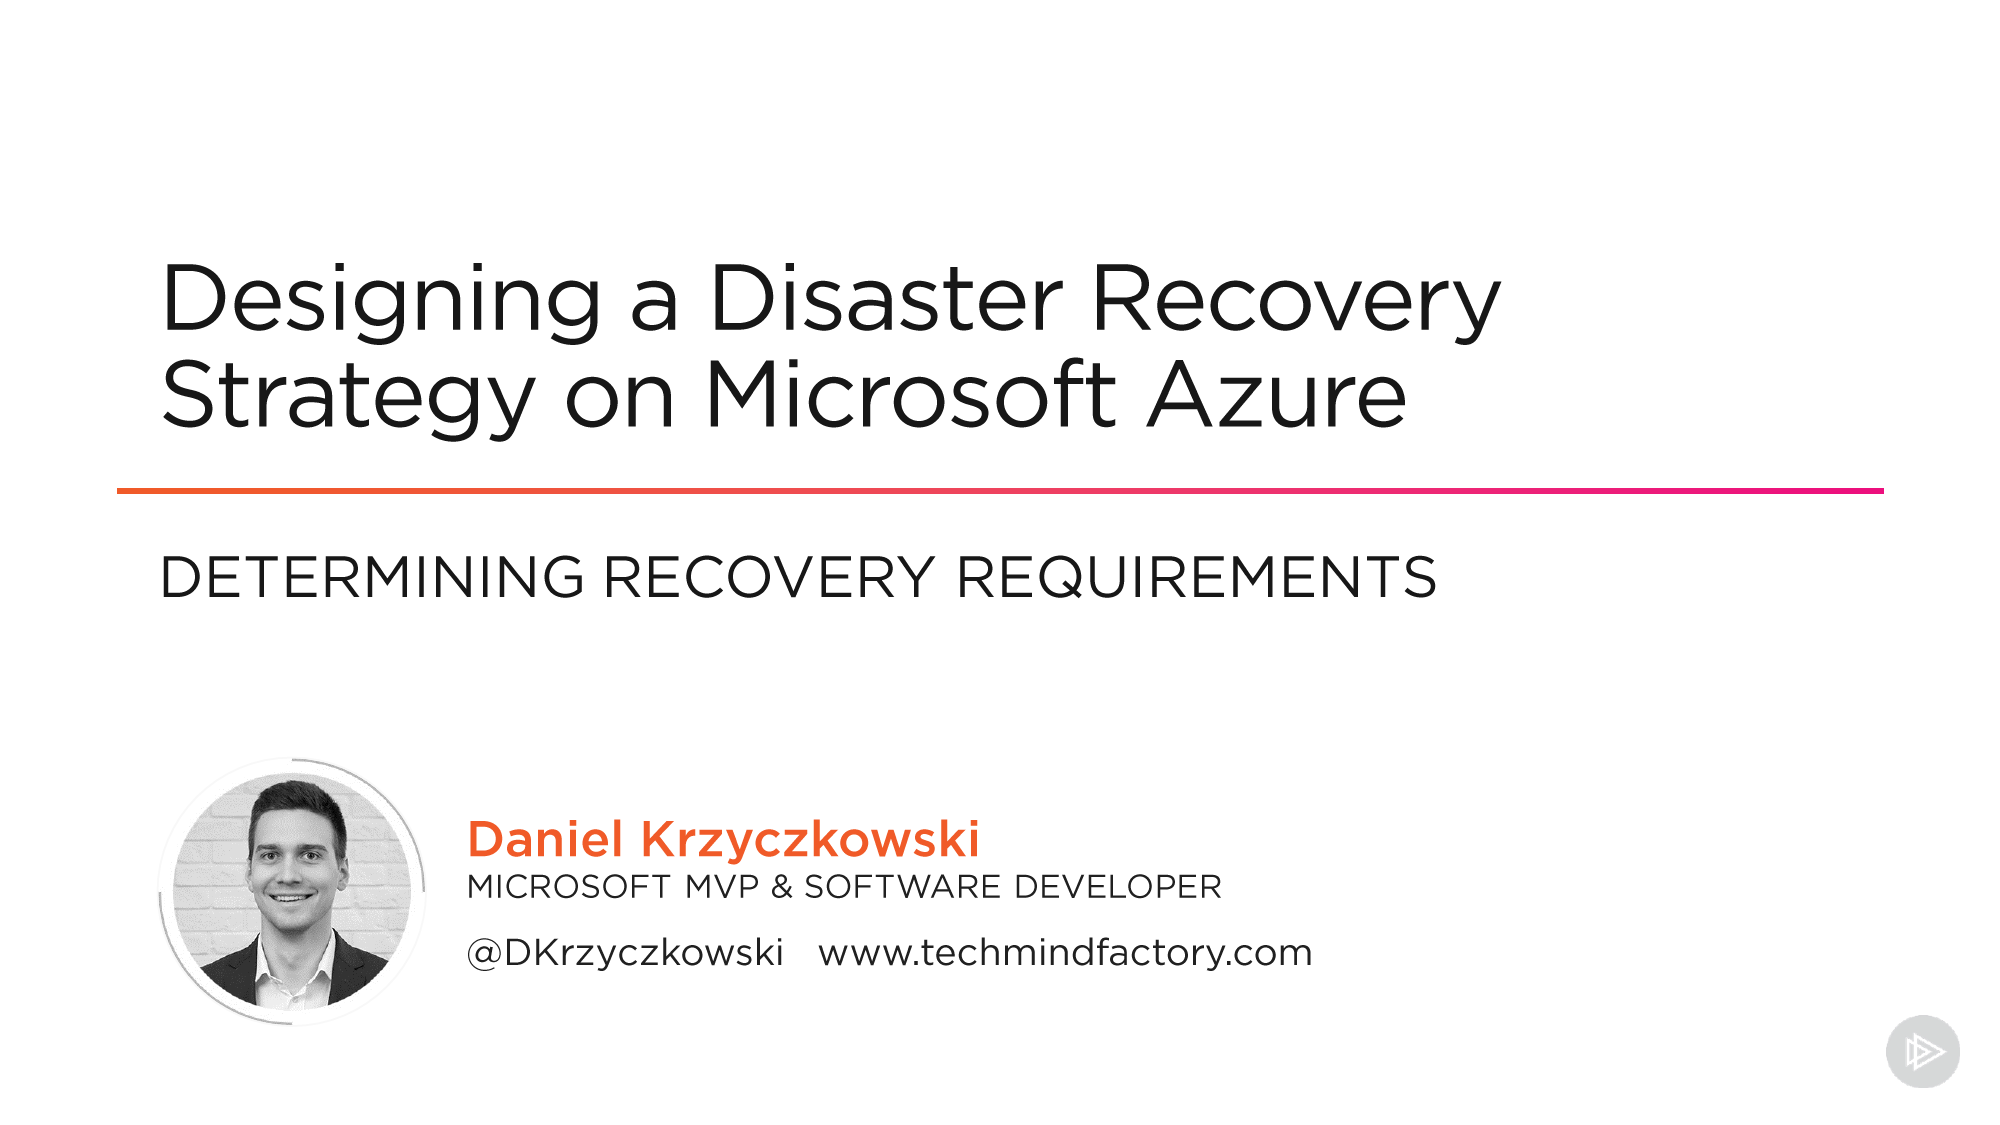 Designing a Disaster Recovery
Strategy on Microsoft Azure
DETERMINING RECOVERY REQUIREMENTS
Daniel Krzyczkowski
MICROSOFT MVP & SOFTWARE DEVELOPER
@DKrzyczkowski www.techmindfactory.com